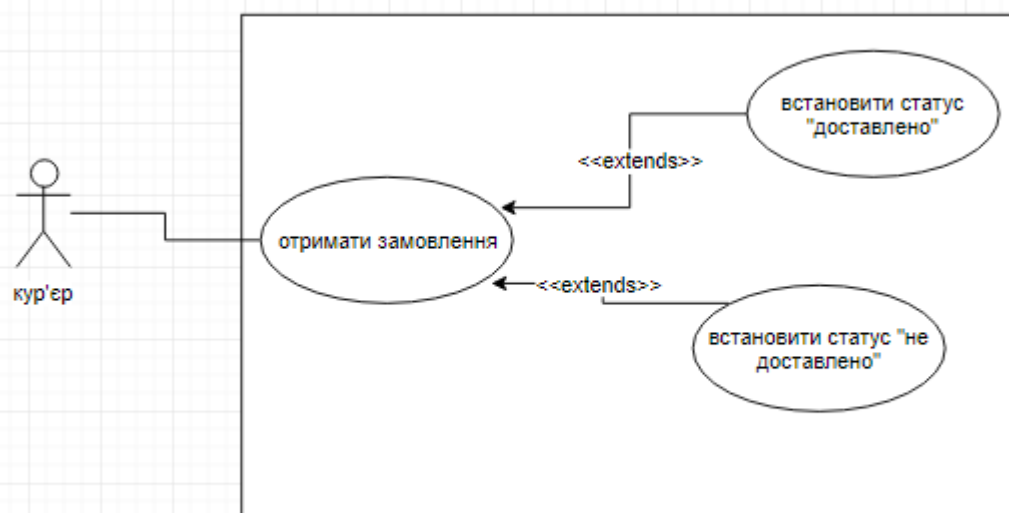 встановити статус
"доставлено"
<<extends>>
отримати замовлення
кур'єр
<<extends>>
встановити статус "не
доставлено"